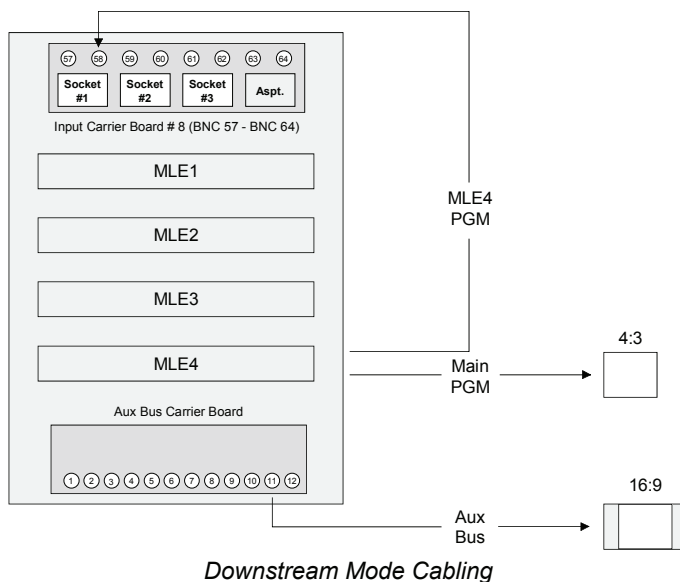 57 58 59 60 61 62 63 64
Socket #1 Socket #2 Socket #3 Aspt.
Input Carrier Board # 8 (BNC 57 - BNC 64)
MLE1
MLE2
MLE3
MLE4
MLE4
PGM
Main
PGM
4:3
Aux Bus Carrier Board
1 2 3 4 5 6 7 8 9 10 11 12
Aux
Bus
16:9
Downstream Mode Cabling